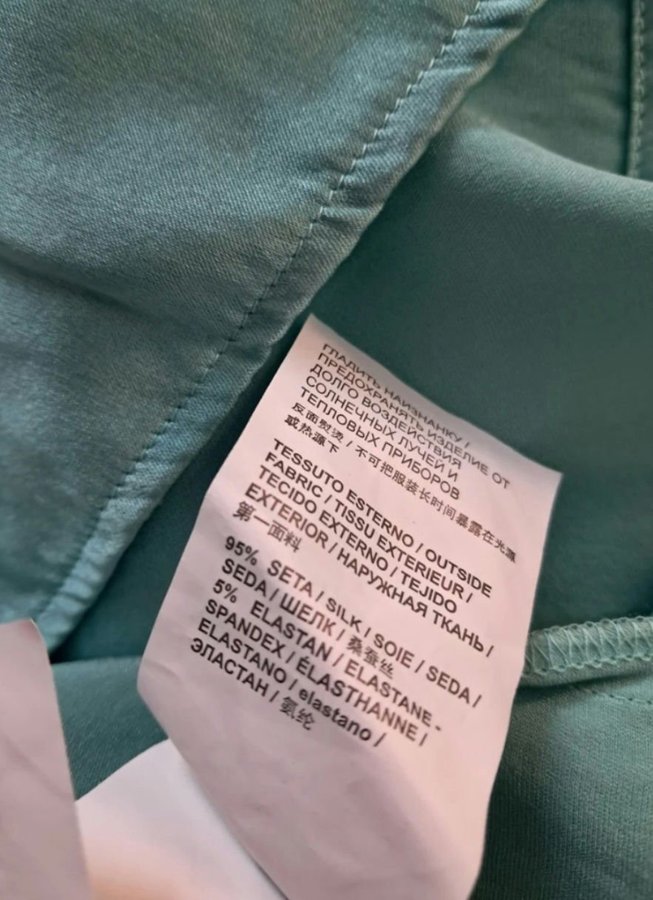 ГЛАДИТЬ НАИЗНАНКУ /
ПРЕДОХРАНЯТЬ ИЗДЕЛИЕ ОТ
ДОЛГО ВОЗДЕЙСТВИЯ
СОЛНЕЧНЫХ ЛУЧЕЙ И
ТЕПЛОВЫХ ПРИБОРОВ
反面熨烫 / 不可把服装长时间暴露在光源
或热源下
TESSUTO ESTERNO / OUTSIDE
FABRIC / TISSU EXTERIEUR /
TECIDO EXTERNO / TEJIDO
EXTERIOR / НАРУЖНАЯ ТКАНЬ /
第一面料
95% SETA / SILK / SOIE / SEDA /
SEDA / ШЕЛК / 桑蚕丝
5% ELASTAN / ELASTANE -
SPANDEX / ÉLASTHANNE /
ELASTANO / elastano /
ЭЛАСТАН / 氨纶